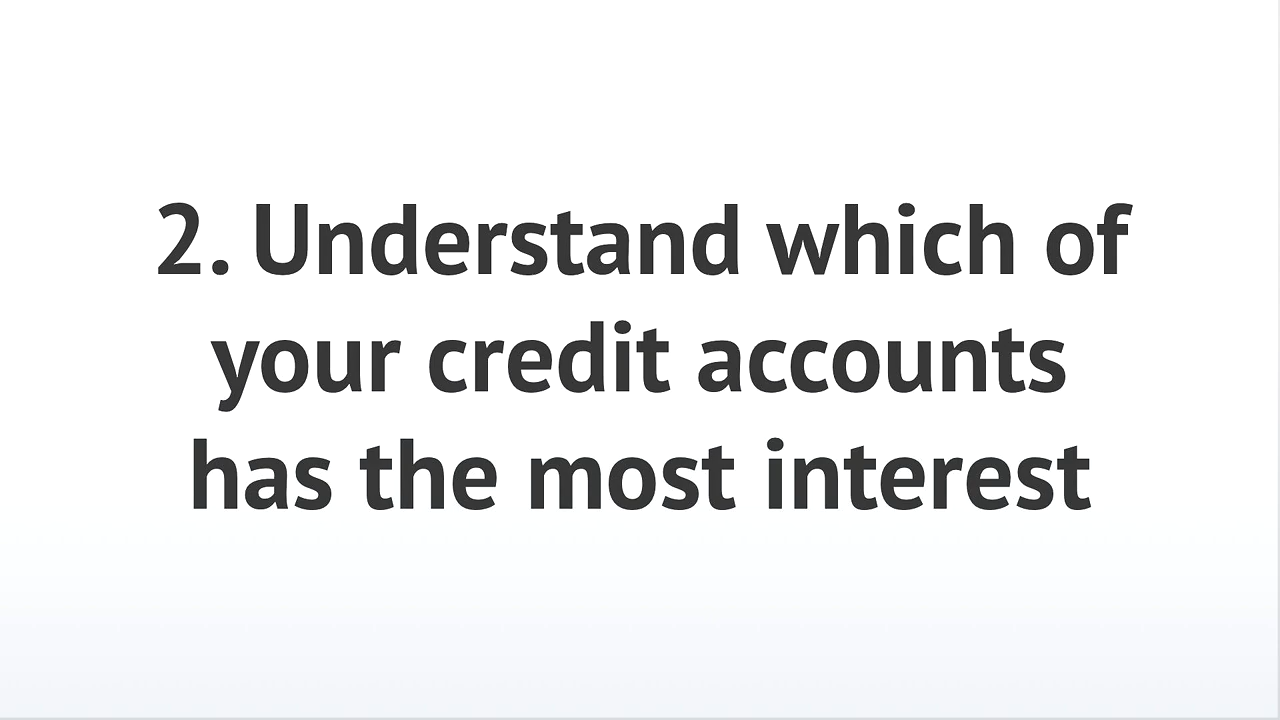 2. Understand which of
your credit accounts
has the most interest